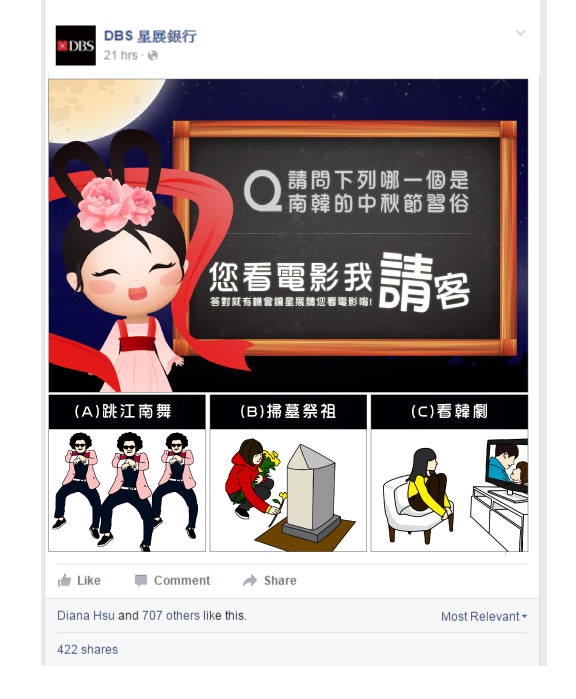 DBS
DBS 星展銀行
21 hrs ·
Q 請問下列哪一個是
南韓的中秋節習俗
您看電影我請客
答對就有機會讓星展請您看電影唷!
(A)跳江南舞
(B)掃墓祭祖
(C)看韓劇
Like Comment Share
Diana Hsu and 707 others like this. Most Relevant
422 shares